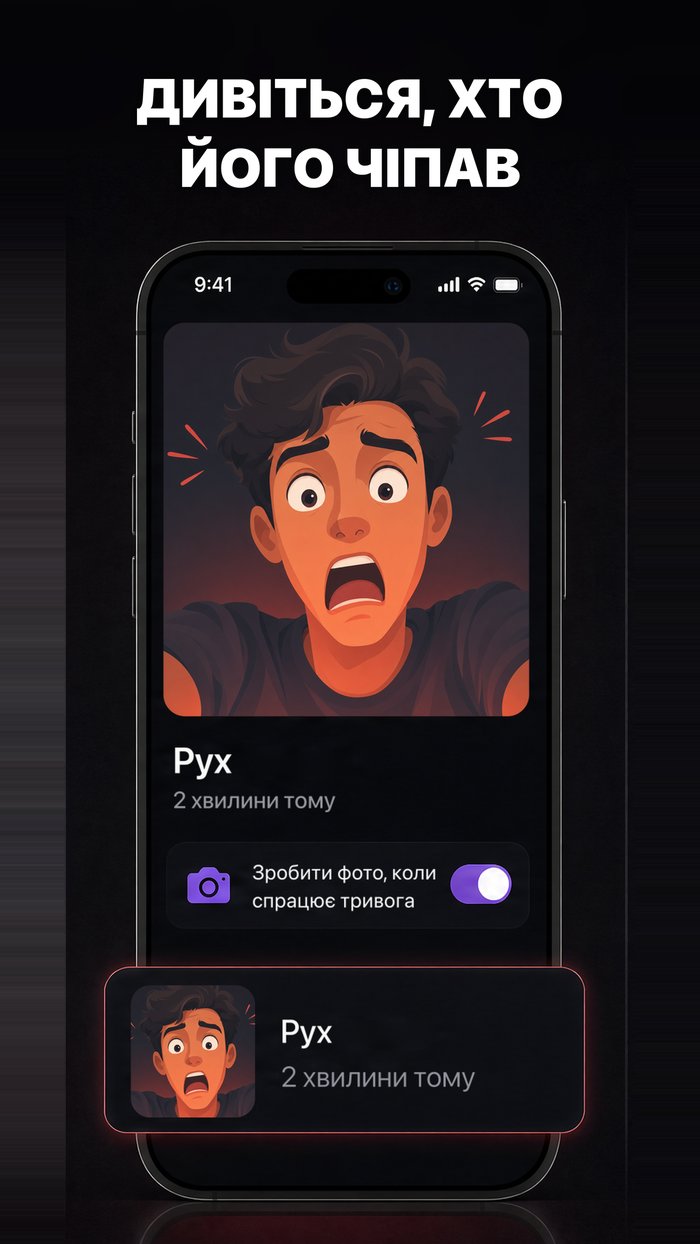 ДИВІТЬСЯ, ХТО
ЙОГО ЧІПАВ
9:41
Рух
2 хвилини тому
Зробити фото, коли
спрацює тривога
Рух
2 хвилини тому